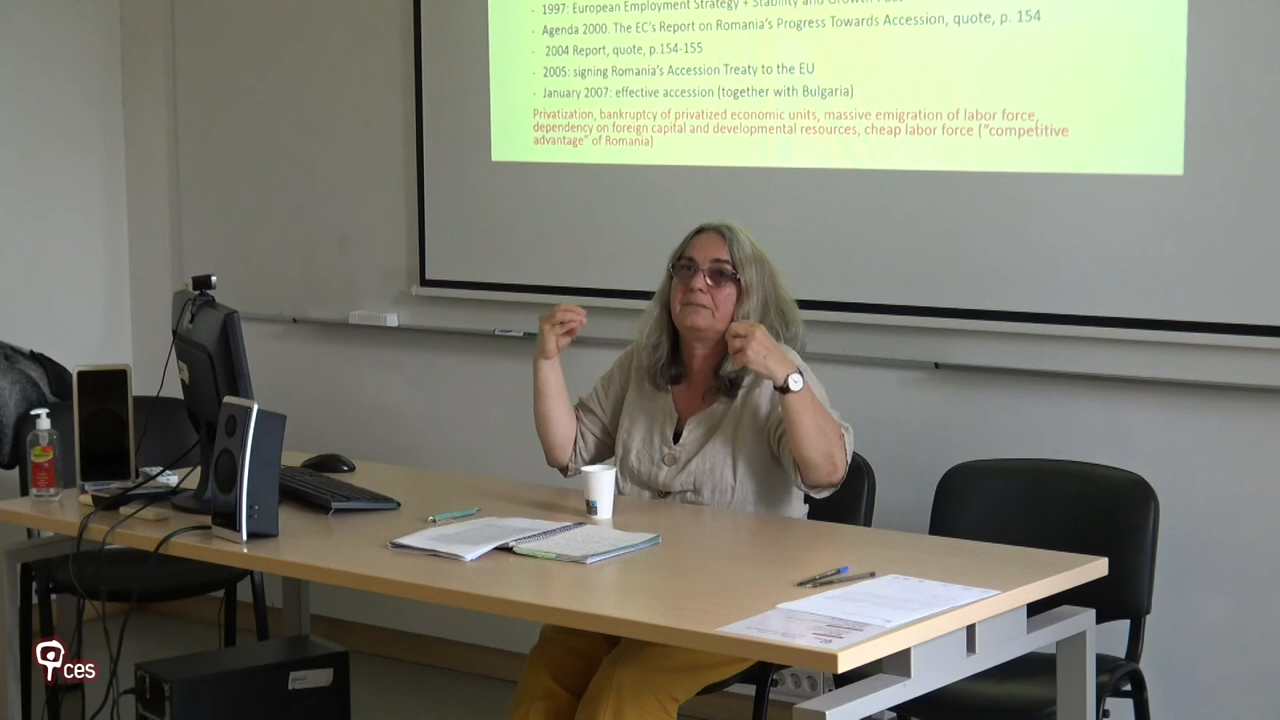 - 1997: European Employment Strategy + Stability and Growth
- Agenda 2000. The EC's Report on Romania's Progress Towards Accession, quote, p. 154
- 2004 Report, quote, p.154-155
- 2005: signing Romania's Accession Treaty to the EU
- January 2007: effective accession (together with Bulgaria)
Privatization, bankruptcy of privatized economic units, massive emigration of labor force,
dependency on foreign capital and developmental resources, cheap labor force ("competitive
advantage" of Romania)
ces